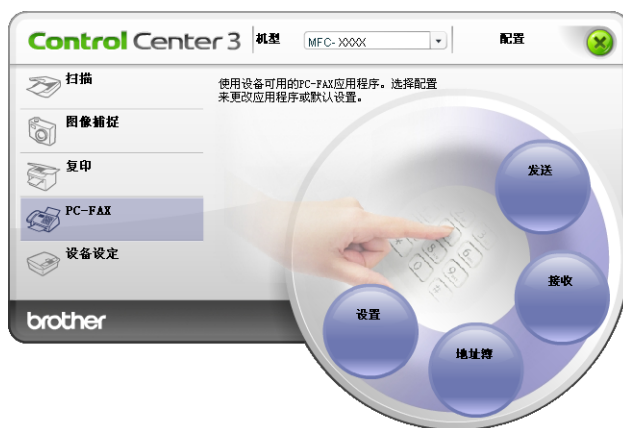 Control Center 3
机型
MFC-XXXX
配置
扫描
图像捕捉
复印
PC-FAX
设备设定
使用设备可用的PC-FAX应用程序。选择配置
来更改应用程序或默认设置。
发送
接收
地址簿
设置
brother